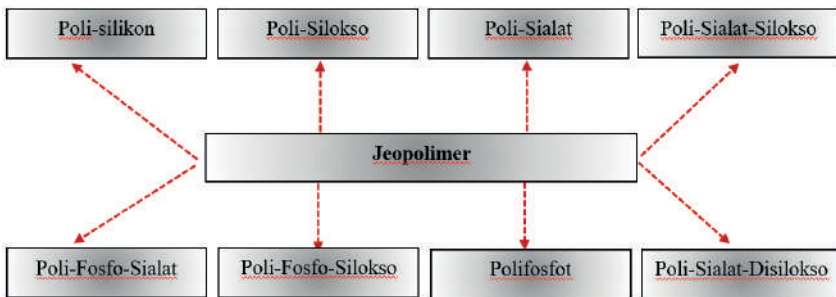 Poli-silikon
Poli-Silokso
Poli-Sialat
Poli-Sialat-Silokso
Jeopolimer
Poli-Fosfo-Sialat
Poli-Fosfo-Silokso
Polifosfot
Poli-Sialat-Disilokso